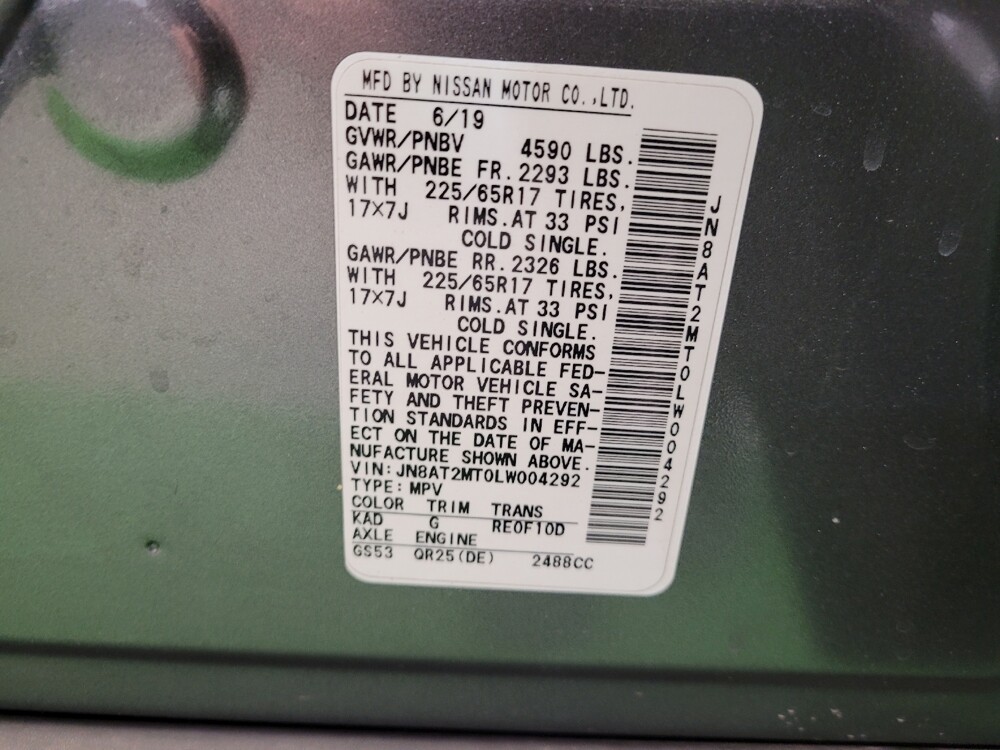 MFD BY NISSAN MOTOR CO.,LTD.
DATE 6/19
GVWR/PNBV 4590 LBS.
GAWR/PNBE FR. 2293 LBS.
WITH 225/65R17 TIRES,
17×7J RIMS.AT 33 PSI
COLD SINGLE.
GAWR/PNBE RR. 2326 LBS.
WITH 225/65R17 TIRES,
17×7J RIMS.AT 33 PSI
COLD SINGLE.
THIS VEHICLE CONFORMS
TO ALL APPLICABLE FED-
ERAL MOTOR VEHICLE SA-
FETY AND THEFT PREVEN-
TION STANDARDS IN EFF-
ECT ON THE DATE OF MA-
NUFACTURE SHOWN ABOVE.
VIN:JN8AT2MT0LW004292
TYPE:MPV
COLOR TRIM TRANS
KAD G RE0F10D
AXLE ENGINE
GS53 QR25(DE) 2488CC
JN8AT2MT0LW004292